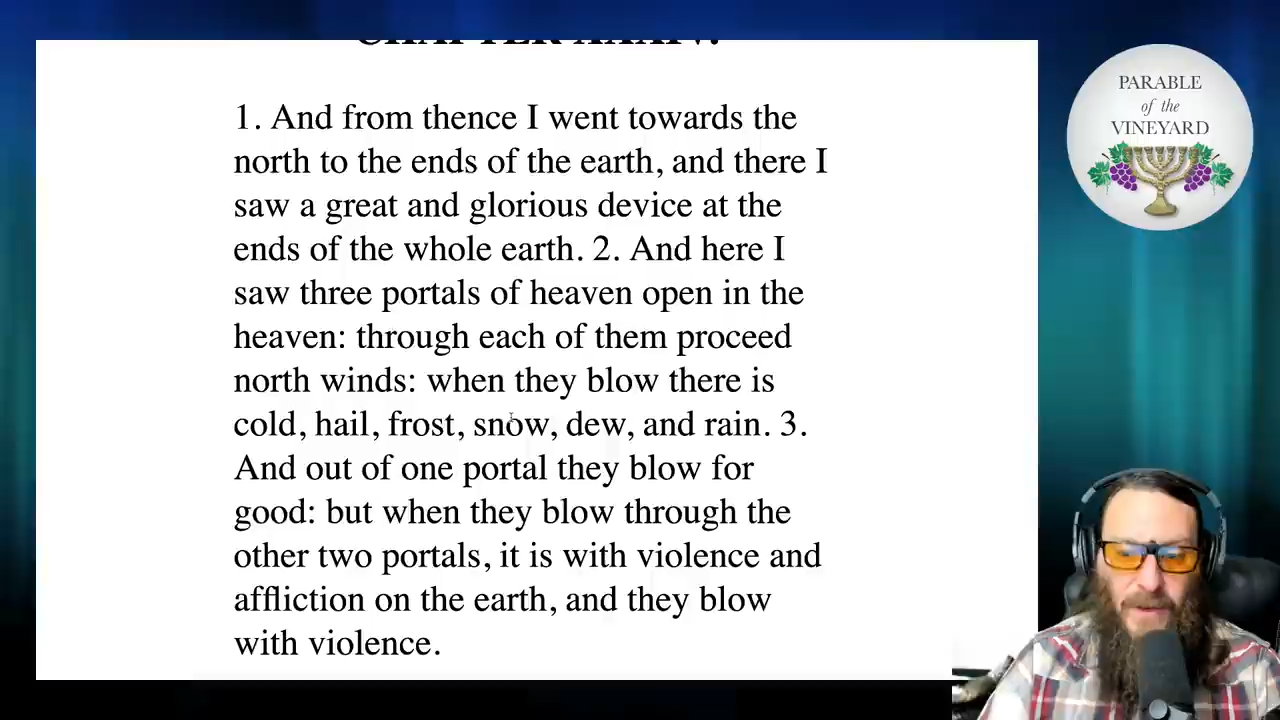 1. And from thence I went towards the
north to the ends of the earth, and there I
saw a great and glorious device at the
ends of the whole earth. 2. And here I
saw three portals of heaven open in the
heaven: through each of them proceed
north winds: when they blow there is
cold, hail, frost, snow, dew, and rain. 3.
And out of one portal they blow for
good: but when they blow through the
other two portals, it is with violence and
affliction on the earth, and they blow
with violence.
PARABLE
of the
VINEYARD